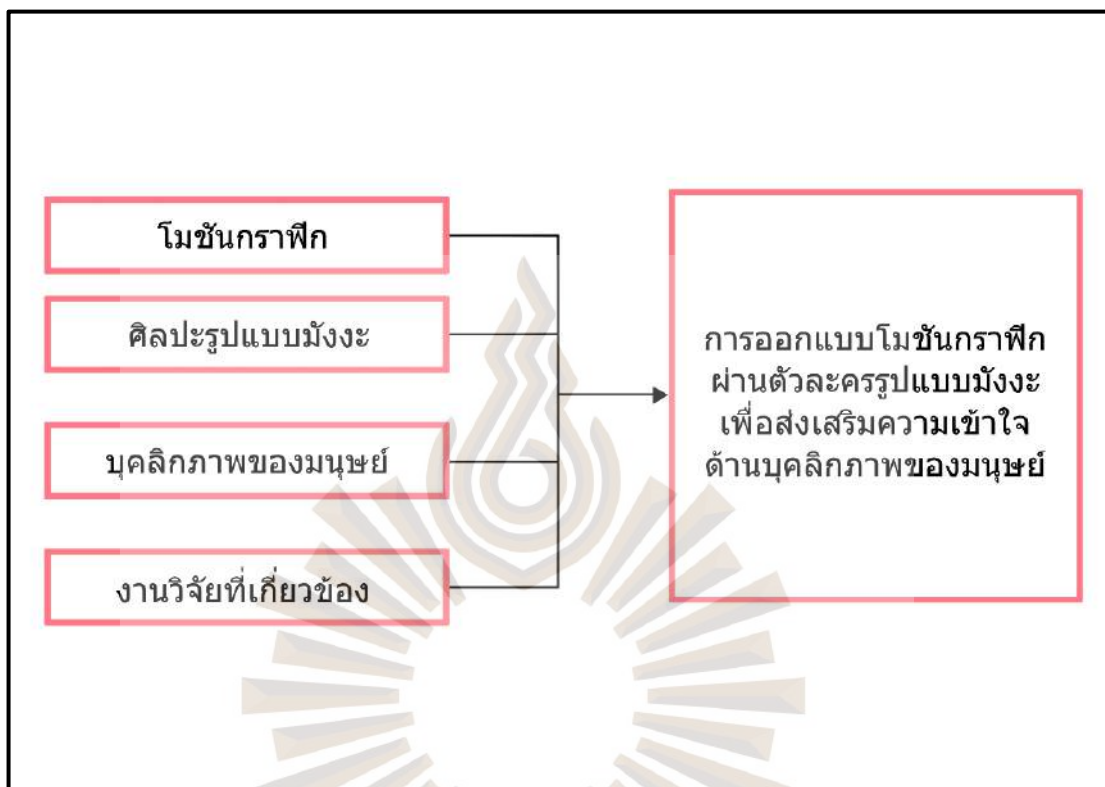 โมชันกราฟีก
ศิลปะรูปแบบมังงะ
บุคลิกภาพของมนุษย์
งานวิจัยที่เกี่ยวข้อง
การออกแบบโมชันกราฟีก
ผ่านตัวละครรูปแบบมังงะ
เพื่อส่งเสริมความเข้าใจ
ด้านบุคลิกภาพของมนุษย์